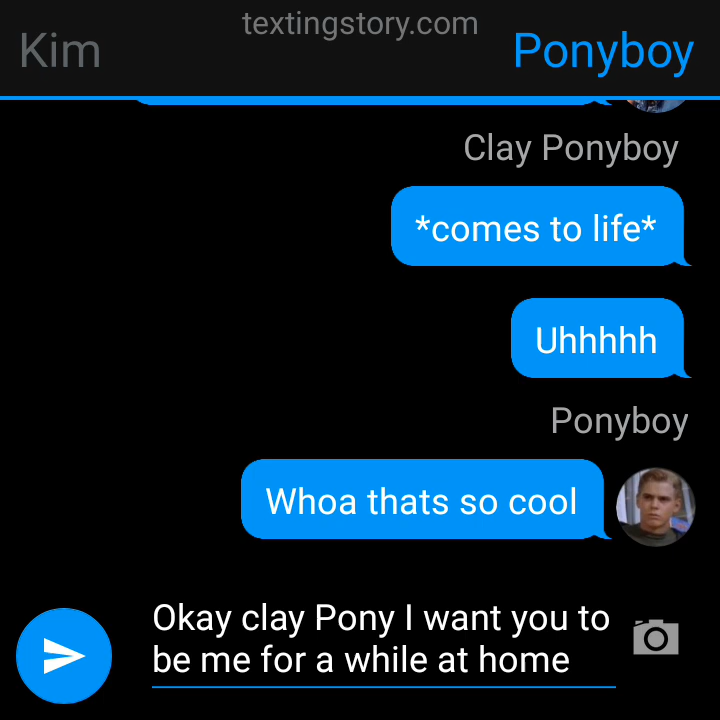 textingstory.com
Kim
Ponyboy
Clay Ponyboy
*comes to life*
Uhhhhh
Ponyboy
Whoa thats so cool
Okay clay Pony I want you to
be me for a while at home